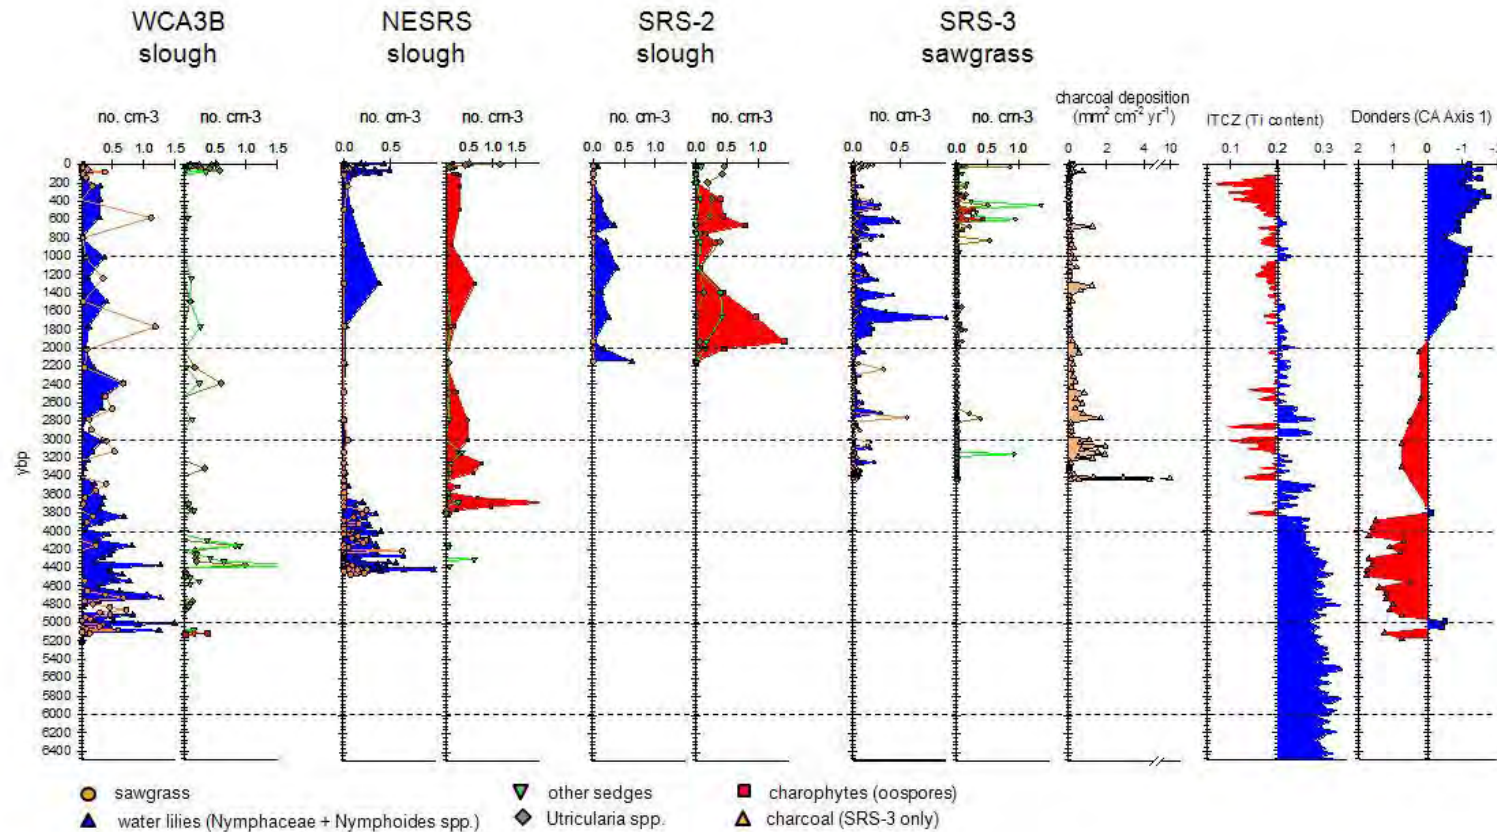 WCA3B
slough
NESRS
slough
SRS-2
slough
SRS-3
sawgrass
no. cm-3
no. cm-3
no. cm-3
no. cm-3
no. cm-3
no. cm-3
no. cm-3
no. cm-3
charcoal deposition
(mm² cm⁻² yr⁻¹)
ITCZ (Ti content)
Donders (CA Axis 1)
0.5 1.0 1.5 0.5 1.0 1.5
0.0 0.5
0.0 0.5 1.0 1.5
0.0 0.5 1.0
0.0 0.5 1.0
0.0 0.5
0.0 0.5 1.0
0 2 4 10
0.1 0.2 0.3
2 1 0 -1 -2
0
200
400
600
800
1000
1200
1400
1600
1800
2000
2200
2400
2600
2800
3000
3200
3400
3600
3800
4000
4200
4400
4600
4800
5000
5200
5400
5600
5800
6000
6200
6400
ybp
sawgrass
water lilies (Nymphaceae + Nymphoides spp.)
other sedges
Utricularia spp.
charophytes (oospores)
charcoal (SRS-3 only)